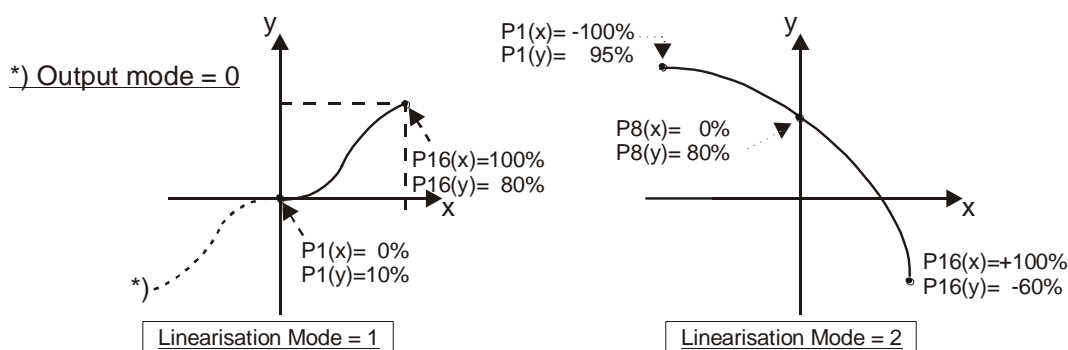 *) Output mode = 0
y
P16(x)=100%
P16(y)= 80%
x
P1(x)= 0%
P1(y)=10%
*)
Linearisation Mode = 1
y
P1(x)= -100%
P1(y)= 95%
P8(x)= 0%
P8(y)= 80%
x
P16(x)=+100%
P16(y)= -60%
Linearisation Mode = 2